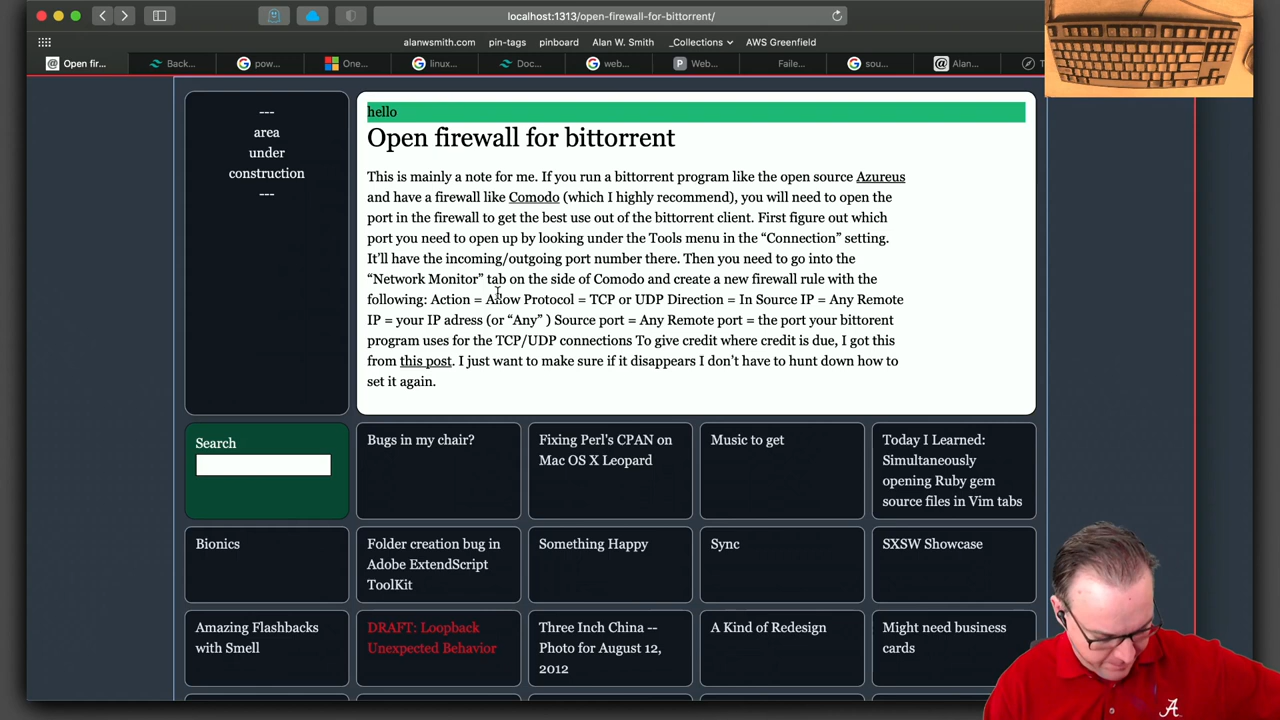 localhost:1313/open-firewall-for-bittorrent/
alanwsmith.com pin-tags pinboard Alan W. Smith _Collections AWS Greenfield
Open fir... Back... pow... One... linux... Doc... web... Web... Faile... sou... Alan... T
---
area
under
construction
---
hello
Open firewall for bittorrent
This is mainly a note for me. If you run a bittorrent program like the open source Azureus
and have a firewall like Comodo (which I highly recommend), you will need to open the
port in the firewall to get the best use out of the bittorrent client. First figure out which
port you need to open up by looking under the Tools menu in the “Connection” setting.
It’ll have the incoming/outgoing port number there. Then you need to go into the
“Network Monitor” tab on the side of Comodo and create a new firewall rule with the
following: Action = Allow Protocol = TCP or UDP Direction = In Source IP = Any Remote
IP = your IP adress (or “Any” ) Source port = Any Remote port = the port your bittorent
program uses for the TCP/UDP connections To give credit where credit is due, I got this
from this post. I just want to make sure if it disappears I don’t have to hunt down how to
set it again.
Search
Bugs in my chair?
Fixing Perl's CPAN on
Mac OS X Leopard
Music to get
Today I Learned:
Simultaneously
opening Ruby gem
source files in Vim tabs
Bionics
Folder creation bug in
Adobe ExtendScript
ToolKit
Something Happy
Sync
SXSW Showcase
Amazing Flashbacks
with Smell
DRAFT: Loopback
Unexpected Behavior
Three Inch China --
Photo for August 12,
2012
A Kind of Redesign
Might need business
cards
A